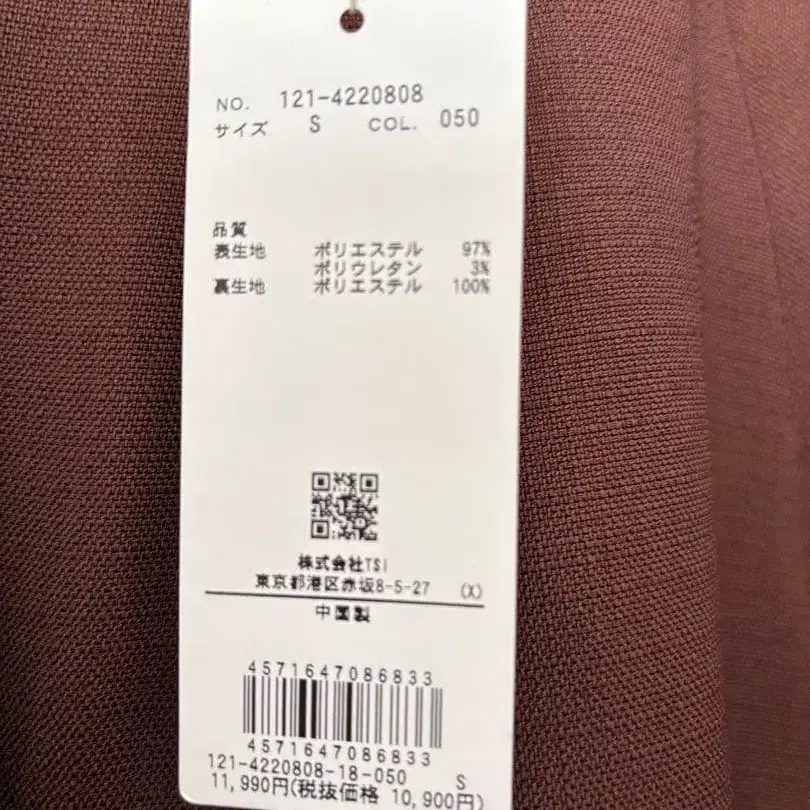 NO. 121-4220808
サイズ S COL. 050
品質
表生地 ポリエステル 97%
ポリウレタン 3%
裏生地 ポリエステル 100%
株式会社TSI
東京都港区赤坂8-5-27 (X)
中国製
4571647086833
4571647086833
121-4220808-18-050 S
11,990円(税抜価格 10,900円)